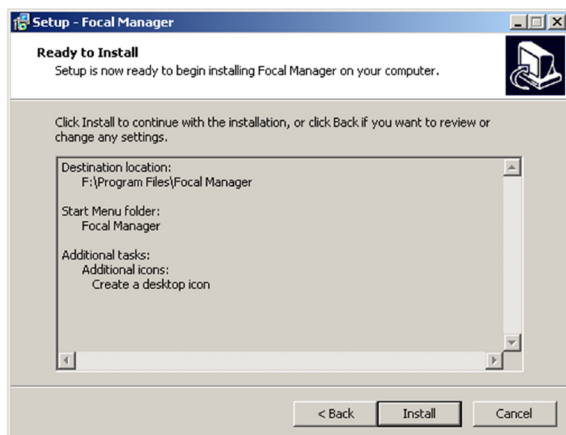 Setup - Focal Manager
Ready to Install
Setup is now ready to begin installing Focal Manager on your computer.
Click Install to continue with the installation, or click Back if you want to review or
change any settings.
Destination location:
F:\Program Files\Focal Manager
Start Menu folder:
Focal Manager
Additional tasks:
Additional icons:
Create a desktop icon
< Back
Install
Cancel